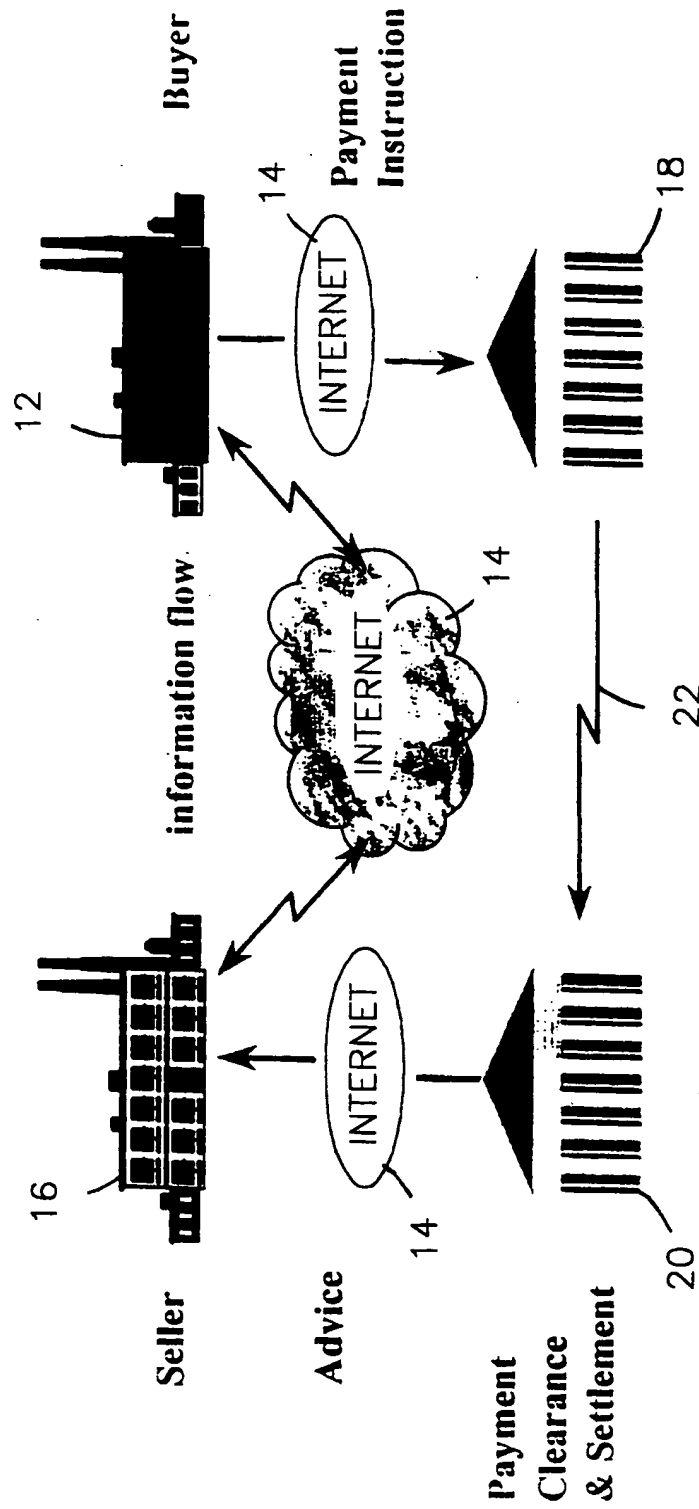 16
12
Seller
information flow
Buyer
Advice
INTERNET
14
INTERNET
14
INTERNET
14
Payment
Instruction
Payment
Clearance
& Settlement
20
22
18